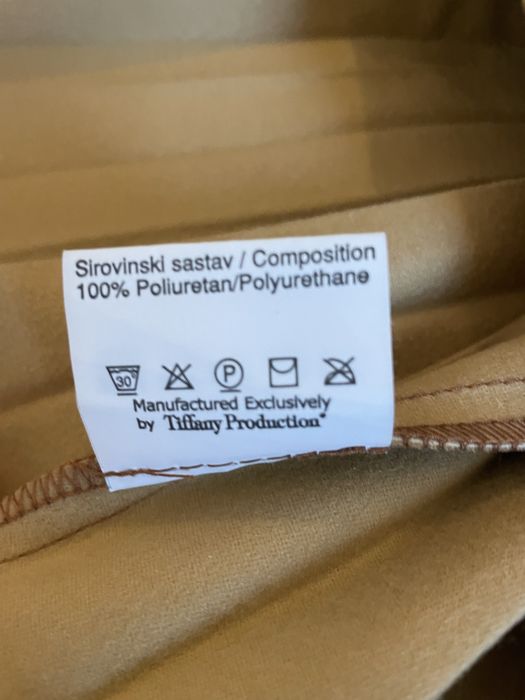 Sirovinski sastav / Composition
100% Poliuretan/Polyurethane
30° P
Manufactured Exclusively
by Tiffany Production*